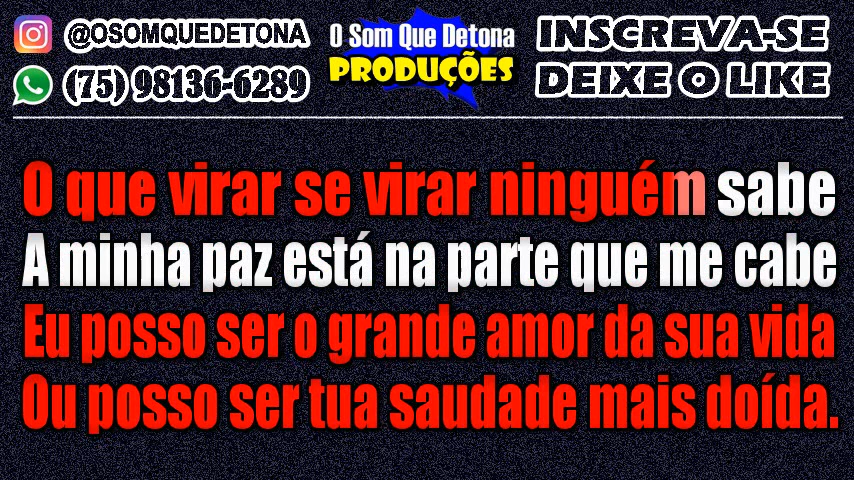 @OSOMQUEDETONA
(75) 98136-6289
O Som Que Detona
PRODUÇÕES
INSCREVA-SE
DEIXE O LIKE
O que virar se virar ninguém sabe
A minha paz está na parte que me cabe
Eu posso ser o grande amor da sua vida
Ou posso ser tua saudade mais doída.